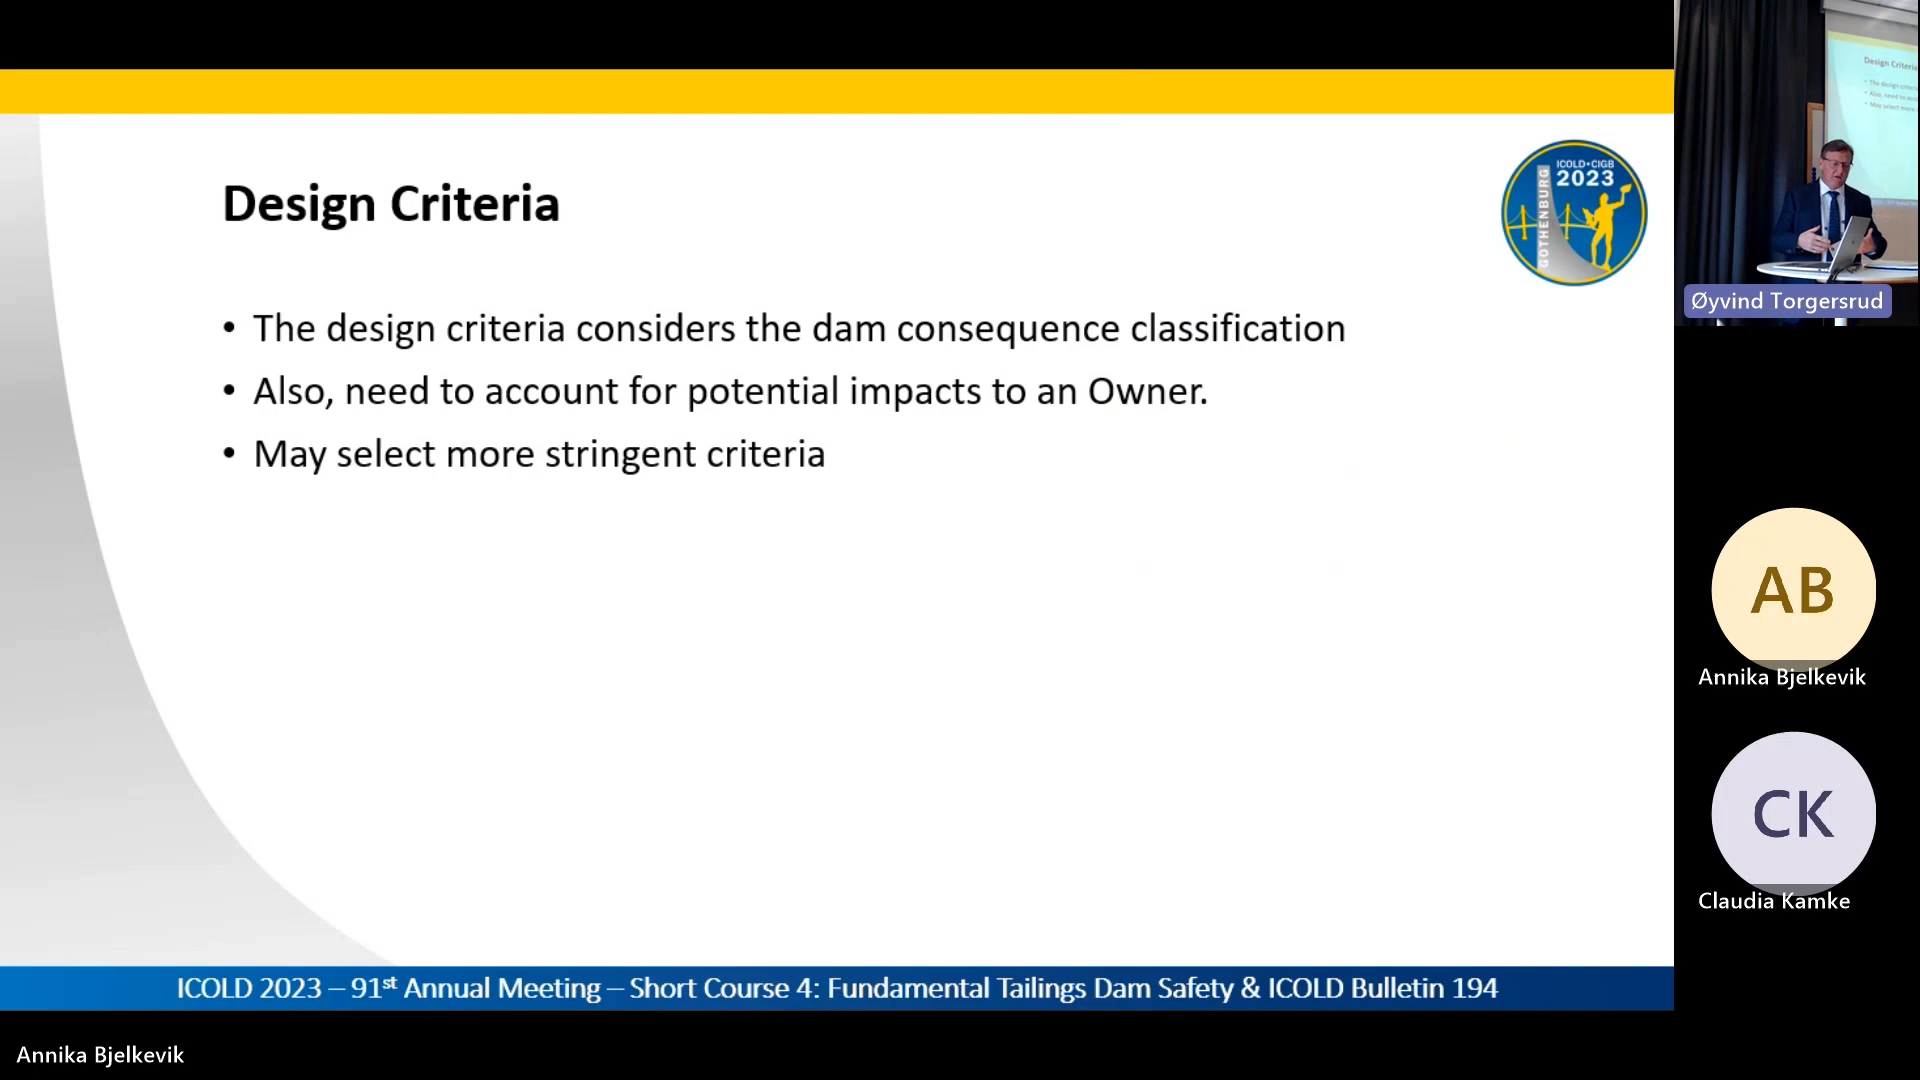 Design Criteria
ICOLD•CIGB
2023
GOTHENBURG
• The design criteria considers the dam consequence classification
• Also, need to account for potential impacts to an Owner.
• May select more stringent criteria
ICOLD 2023 – 91st Annual Meeting – Short Course 4: Fundamental Tailings Dam Safety & ICOLD Bulletin 194
Annika Bjelkevik
Design Criteria
Øyvind Torgersrud
AB
Annika Bjelkevik
CK
Claudia Kamke